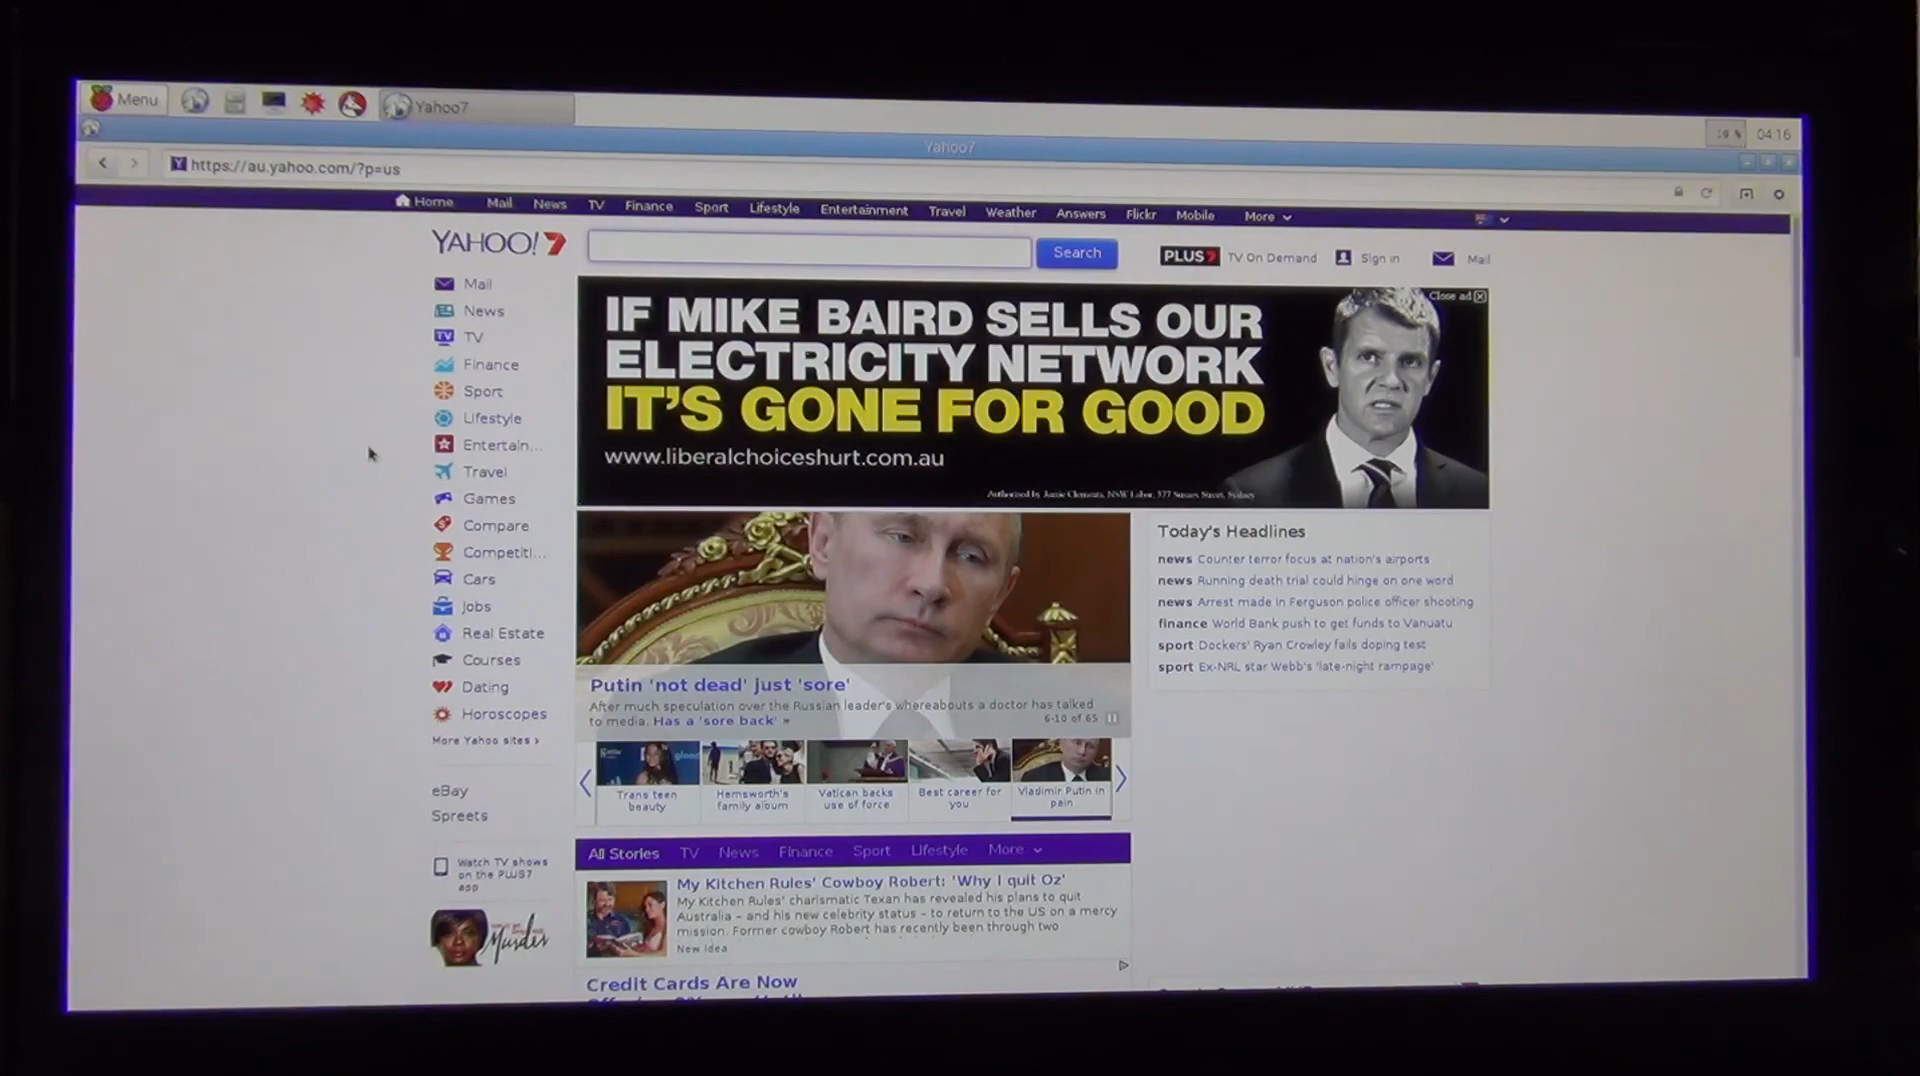 Menu
Yahoo7
19 %
04:16
Yahoo7
https://au.yahoo.com/?p=us
Home Mail News TV Finance Sport Lifestyle Entertainment Travel Weather Answers Flickr Mobile More
YAHOO!7
Search
PLUS7 TV On Demand
Sign in
Mail
Mail
News
TV
Finance
Sport
Lifestyle
Entertain...
Travel
Games
Compare
Competiti...
Cars
Jobs
Real Estate
Courses
Dating
Horoscopes
More Yahoo sites >
eBay
Spreets
Watch TV shows
on the PLUS7
app
Murder
Close ad
IF MIKE BAIRD SELLS OUR
ELECTRICITY NETWORK
IT'S GONE FOR GOOD
www.liberalchoiceshurt.com.au
Authorised by Jamie Clements, NSW Labor, 377 Sussex Street, Sydney
Putin 'not dead' just 'sore'
After much speculation over the Russian leader's whereabouts a doctor has talked
to media. Has a 'sore back' »
6-10 of 65
Trans teen
beauty
Hemsworth's
family album
Vatican backs
use of force
Best career for
you
Vladimir Putin in
pain
Today's Headlines
news Counter terror focus at nation's airports
news Running death trial could hinge on one word
news Arrest made in Ferguson police officer shooting
finance World Bank push to get funds to Vanuatu
sport Dockers' Ryan Crowley fails doping test
sport Ex-NRL star Webb's 'late-night rampage'
All Stories TV News Finance Sport Lifestyle More
My Kitchen Rules' Cowboy Robert: 'Why I quit Oz'
My Kitchen Rules' charismatic Texan has revealed his plans to quit
Australia - and his new celebrity status - to return to the US on a mercy
mission. Former cowboy Robert has recently been through two
New Idea
Credit Cards Are Now